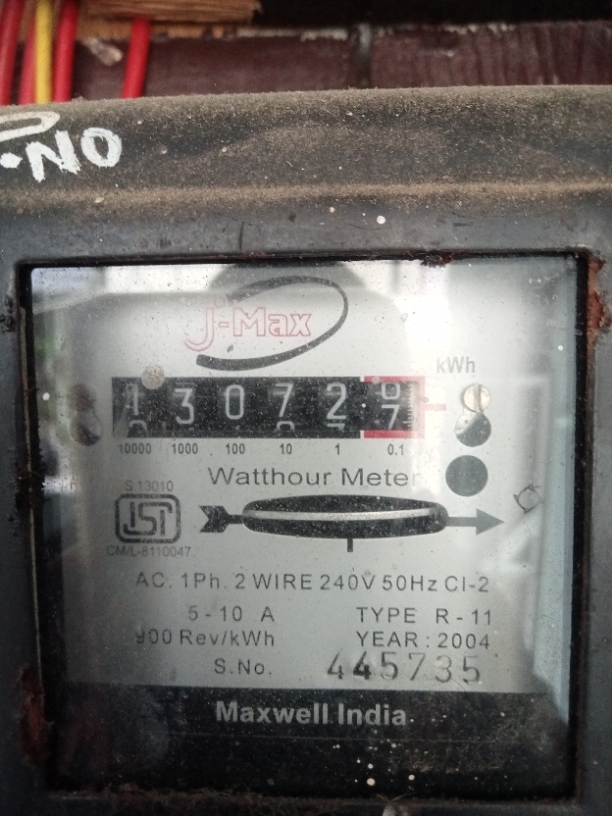 .NO
J-Max
kWh
1 3 0 7 2
10000 1000 100 10 1 0.1
Watthour Meter
S 13010
ISI
CM/L-8110047.
AC. 1Ph. 2 WIRE 240V 50Hz Cl-2
5-10 A TYPE R-11
900 Rev/kWh YEAR: 2004
S.No. 445735
Maxwell India